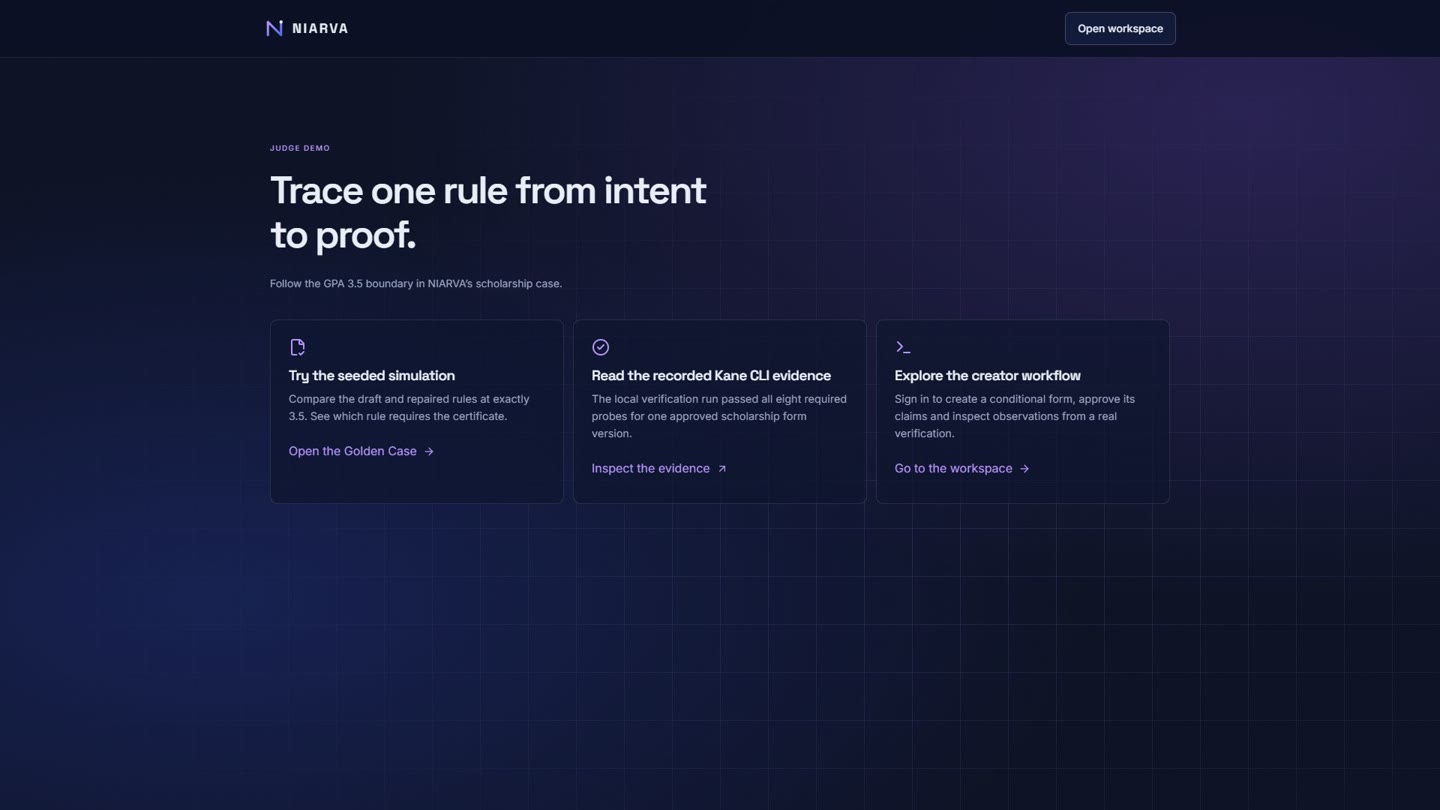 NIARVA
Open workspace
JUDGE DEMO
Trace one rule from intent
to proof.
Follow the GPA 3.5 boundary in NIARVA's scholarship case.
Try the seeded simulation
Compare the draft and repaired rules at exactly
3.5. See which rule requires the certificate.
Open the Golden Case →
Read the recorded Kane CLI evidence
The local verification run passed all eight required
probes for one approved scholarship form
version.
Inspect the evidence ↗
Explore the creator workflow
Sign in to create a conditional form, approve its
claims and inspect observations from a real
verification.
Go to the workspace →